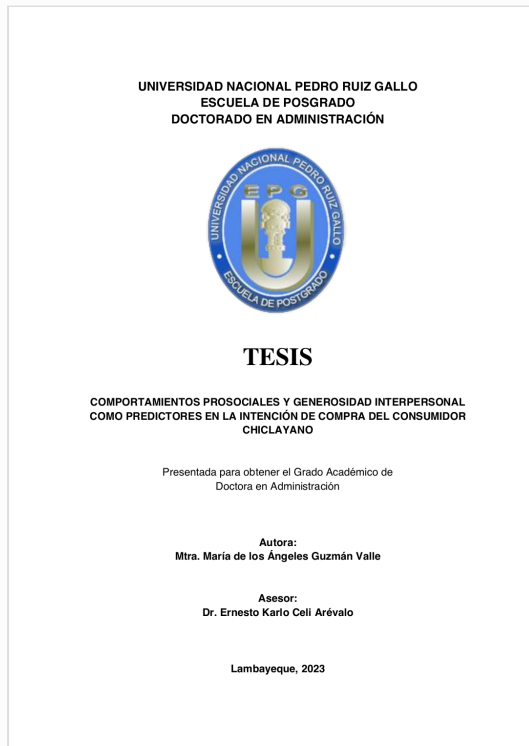 UNIVERSIDAD NACIONAL PEDRO RUIZ GALLO
ESCUELA DE POSGRADO
DOCTORADO EN ADMINISTRACIÓN
UNIVERSIDAD NACIONAL PEDRO RUIZ GALLO
EPG
ESCUELA DE POSTGRADO
TESIS
COMPORTAMIENTOS PROSOCIALES Y GENEROSIDAD INTERPERSONAL
COMO PREDICTORES EN LA INTENCIÓN DE COMPRA DEL CONSUMIDOR
CHICLAYANO
Presentada para obtener el Grado Académico de
Doctora en Administración
Autora:
Mtra. María de los Ángeles Guzmán Valle
Asesor:
Dr. Ernesto Karlo Celi Arévalo
Lambayeque, 2023